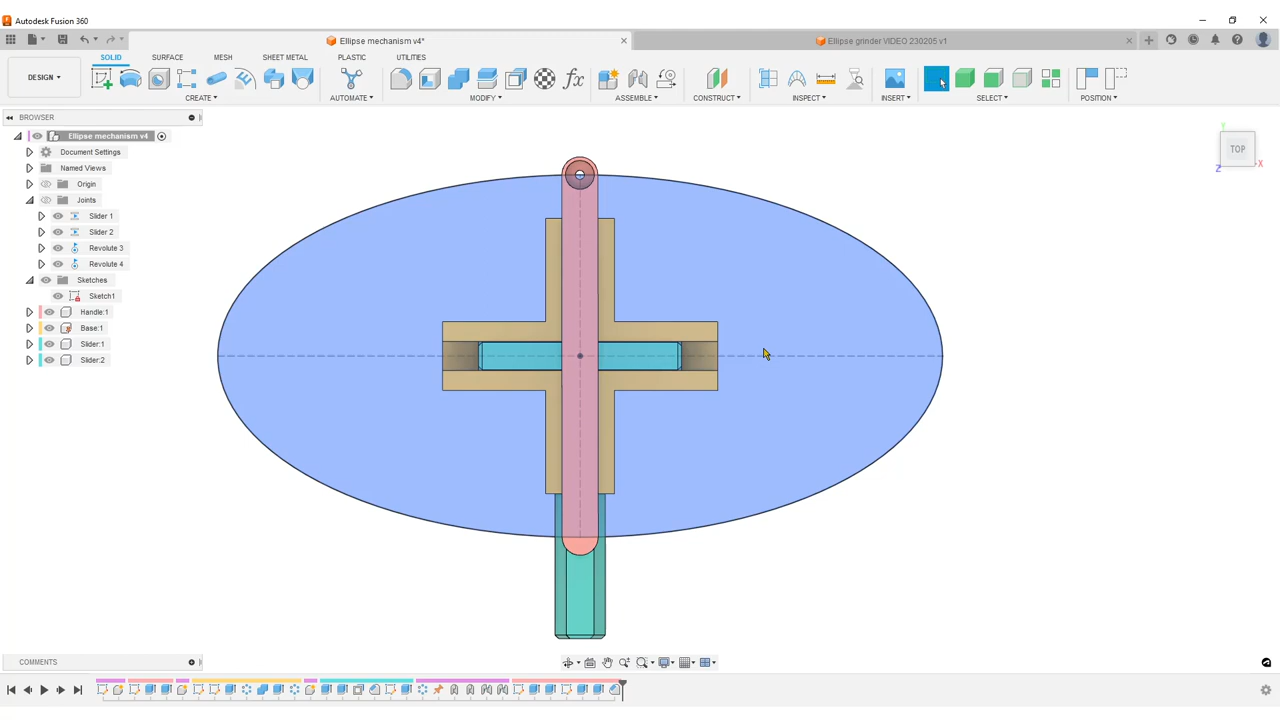 Autodesk Fusion 360
Ellipse mechanism v4*
Ellipse grinder VIDEO 230205 v1
DESIGN
SOLID
SURFACE
MESH
SHEET METAL
PLASTIC
UTILITIES
CREATE
AUTOMATE
MODIFY
ASSEMBLE
CONSTRUCT
INSPECT
INSERT
SELECT
POSITION
BROWSER
Ellipse mechanism v4
Document Settings
Named Views
Origin
Joints
Slider 1
Slider 2
Revolute 3
Revolute 4
Sketches
Sketch1
Handle:1
Base:1
Slider:1
Slider:2
Y
TOP
X
Z
COMMENTS